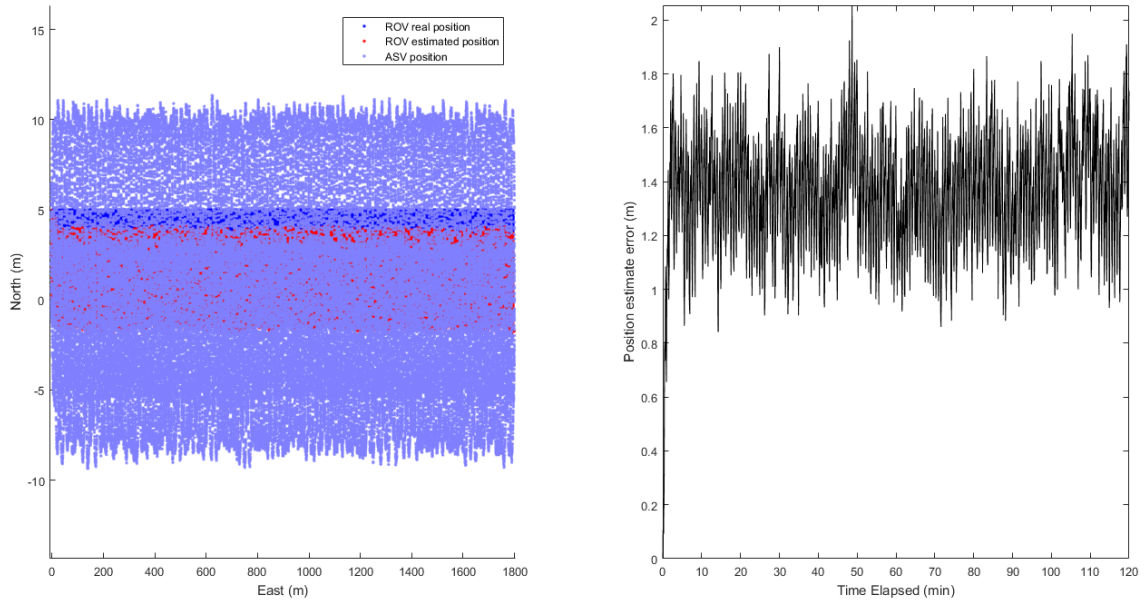 15
10
5
0
-5
-10
North (m)
ROV real position
ROV estimated position
ASV position
0 200 400 600 800 1000 1200 1400 1600 1800
East (m)
2
1.8
1.6
1.4
1.2
1
0.8
0.6
0.4
0.2
0
Position estimate error (m)
0 10 20 30 40 50 60 70 80 90 100 110 120
Time Elapsed (min)